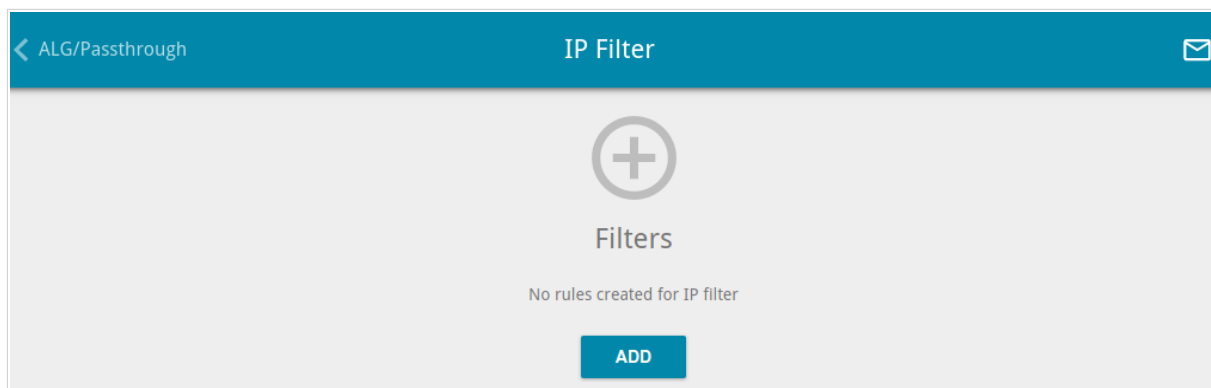 ALG/Passthrough
IP Filter
Filters
No rules created for IP filter
ADD